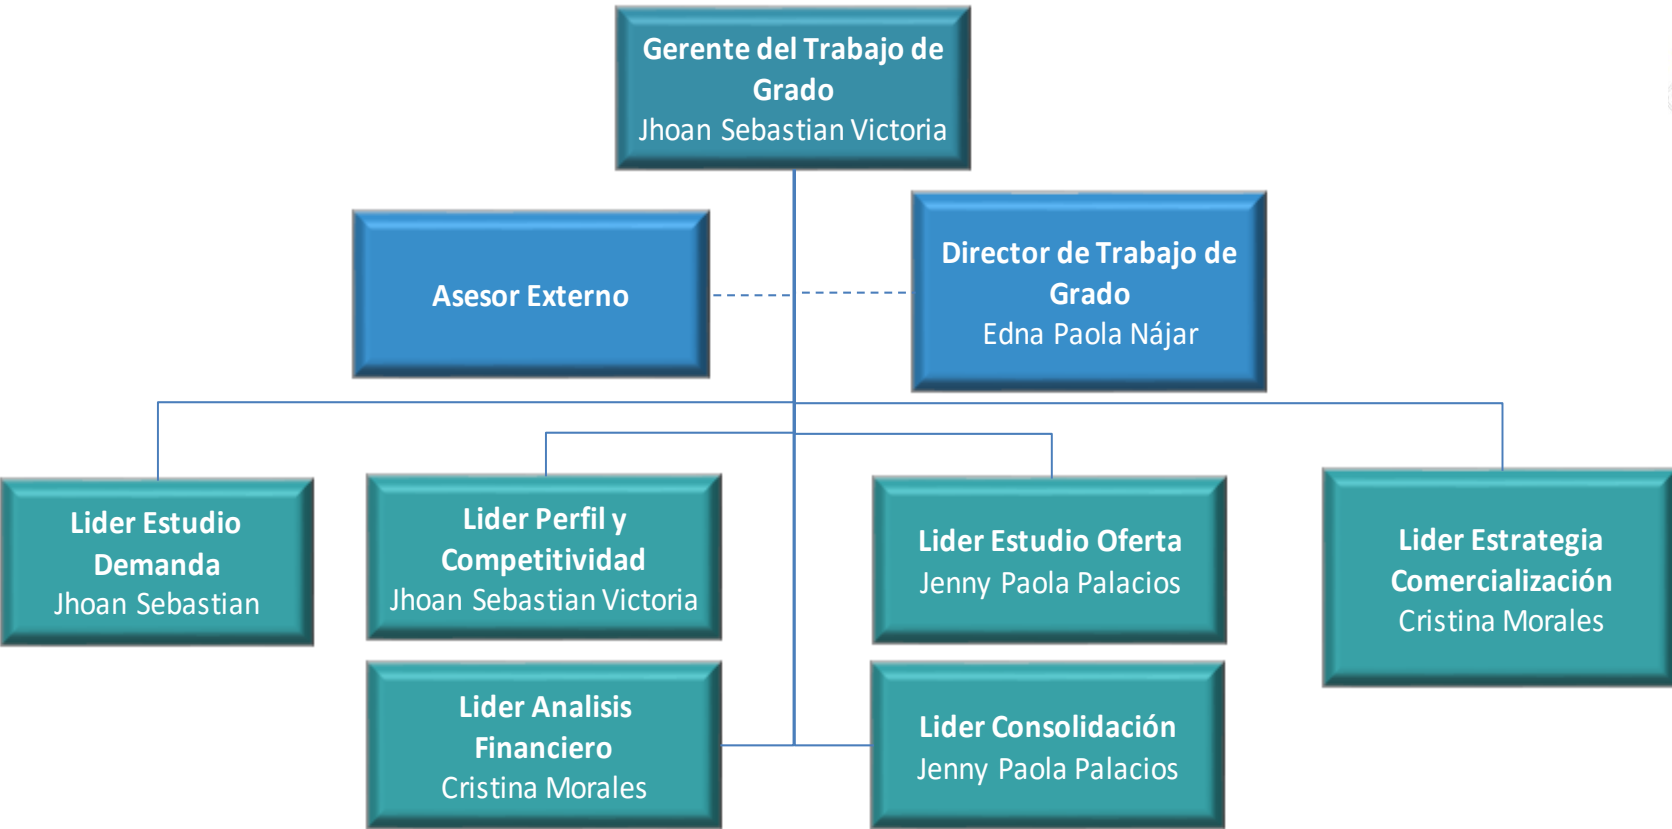 Gerente del Trabajo de
Grado
Jhoan Sebastian Victoria
Asesor Externo
Director de Trabajo de
Grado
Edna Paola Nájar
Lider Estudio
Demanda
Jhoan Sebastian
Lider Perfil y
Competitividad
Jhoan Sebastian Victoria
Lider Estudio Oferta
Jenny Paola Palacios
Lider Estrategia
Comercialización
Cristina Morales
Lider Analisis
Financiero
Cristina Morales
Lider Consolidación
Jenny Paola Palacios